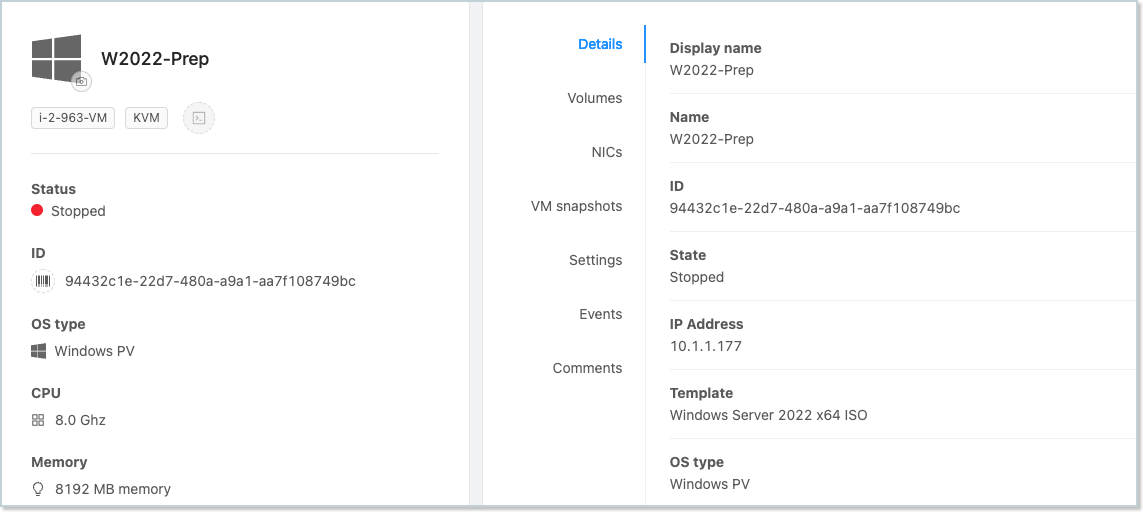 W2022-Prep
i-2-963-VM KVM
Status
Stopped
ID
94432c1e-22d7-480a-a9a1-aa7f108749bc
OS type
Windows PV
CPU
8.0 Ghz
Memory
8192 MB memory
Details
Volumes
NICs
VM snapshots
Settings
Events
Comments
Display name
W2022-Prep
Name
W2022-Prep
ID
94432c1e-22d7-480a-a9a1-aa7f108749bc
State
Stopped
IP Address
10.1.1.177
Template
Windows Server 2022 x64 ISO
OS type
Windows PV